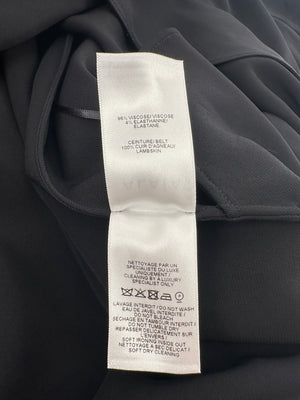 96% VISCOSE/ VISCOSE
4% ELASTHANNE/
ELASTANE
CEINTURE/ BELT
100% CUIR D'AGNEAU/
LAMBSKIN
NETTOYAGE PAR UN
SPECIALISTE DU LUXE
UNIQUEMENT /
CLEANING BY A LUXURY
SPECIALIST ONLY
LAVAGE INTERDITE / DO NOT WASH
EAU DE JAVEL INTERDITE /
DO NOT BLEACH
SECHAGE EN TAMBOUR INTERDIT /
DO NOT TUMBLE DRY
REPASSER DELICATEMENT SUR
L'ENVERS /
SOFT IRONING INSIDE OUT
NETTOYAGE A SEC DELICAT /
SOFT DRY CLEANING